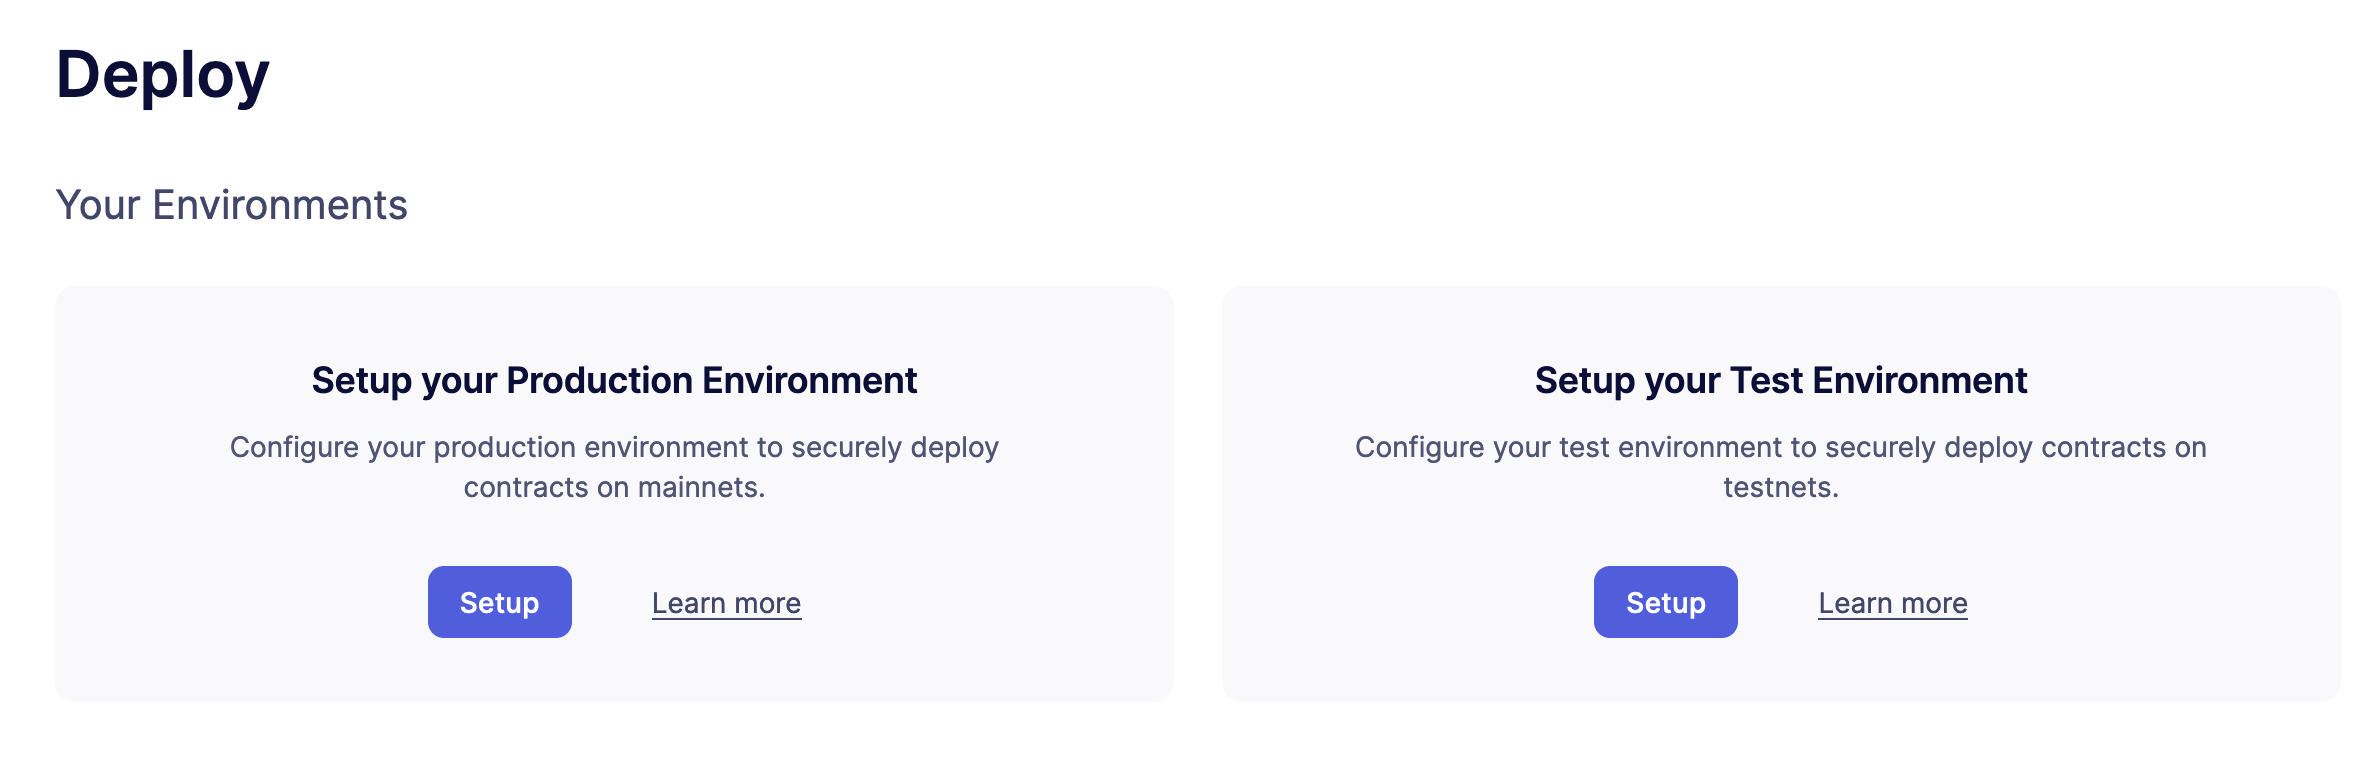 Deploy
Your Environments
Setup your Production Environment
Configure your production environment to securely deploy
contracts on mainnets.
Setup
Learn more
Setup your Test Environment
Configure your test environment to securely deploy contracts on
testnets.
Setup
Learn more